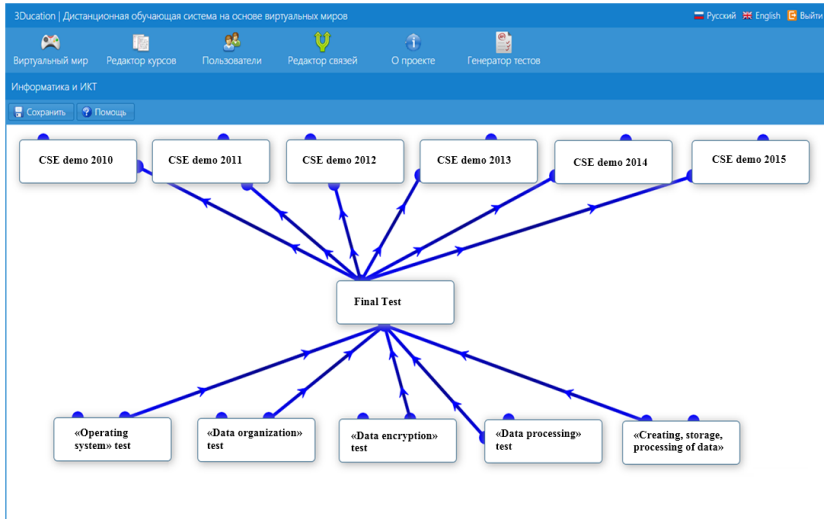 3Ducation | Дистанционная обучающая система на основе виртуальных миров
Русский English Выйти
Виртуальный мир Редактор курсов Пользователи Редактор связей О проекте Генератор тестов
Информатика и ИКТ
Сохранить Помощь
CSE demo 2010 CSE demo 2011 CSE demo 2012 CSE demo 2013 CSE demo 2014 CSE demo 2015
Final Test
«Operating
system» test
«Data organization»
test
«Data encryption»
test
«Data processing»
test
«Creating, storage,
processing of data»